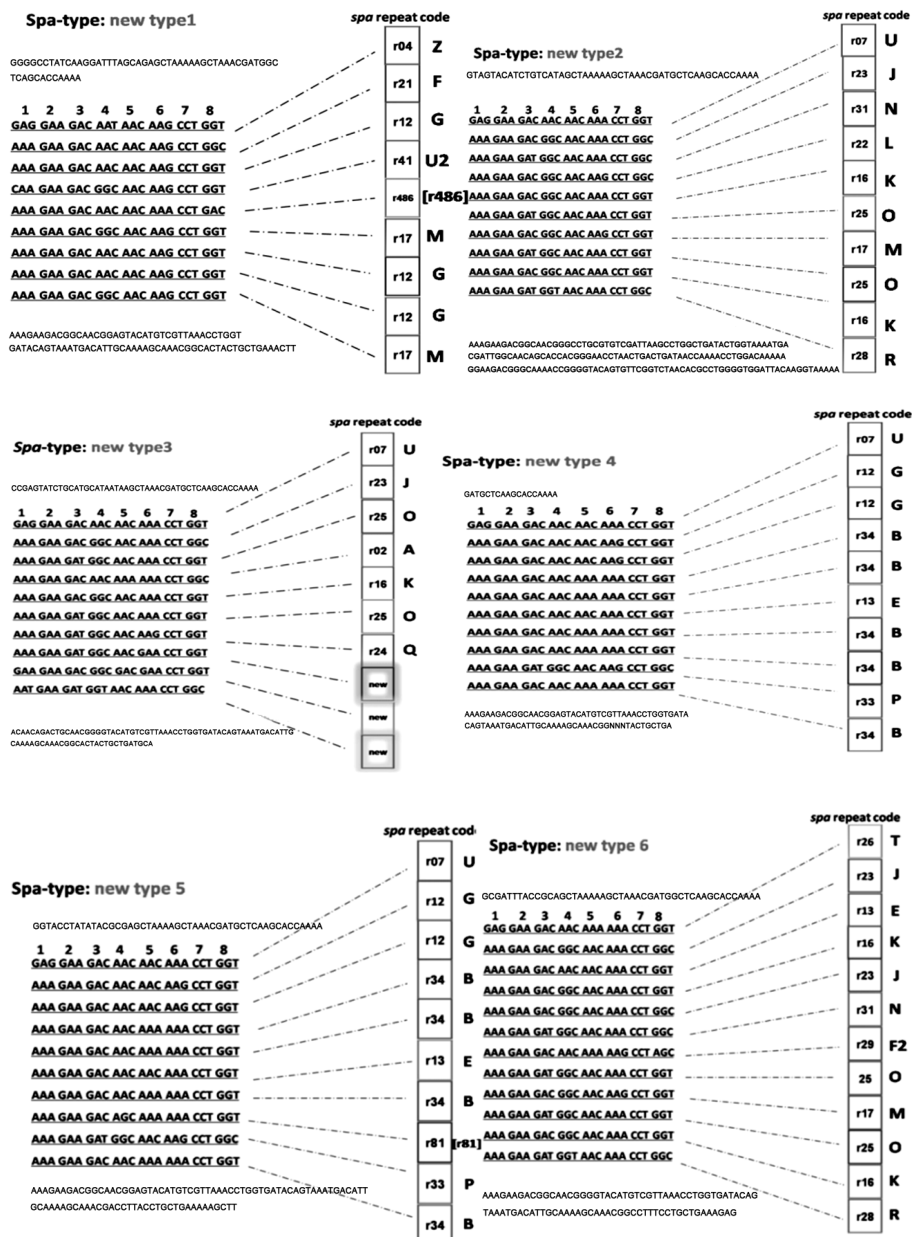 Spa-type: new type1
spa repeat code
GGGGCCTATCAAGGATTTAGCAGAGCTAAAAAGCTAAACGATGGC
TCAGCACCAAAA
1 2 3 4 5 6 7 8
GAG GAA GAC AAT AAC AAG CCT GGT
AAA GAA GAC AAC AAC AAG CCT GGC
AAA GAA GAC AAC AAC AAG CCT GGT
CAA GAA GAC GGC AAC AAG CCT GGT
AAA GAA GAC AAC AAC AAA CCT GAC
AAA GAA GAC GGC AAC AAG CCT GGT
AAA GAA GAC AAC AAC AAG CCT GGT
AAA GAA GAC AAC AAC AAG CCT GGT
AAA GAA GAC GGC AAC AAG CCT GGT
AAAGAAGACGGCAACGGAGTACATGTCGTTAAACCTGGT
GATACAGTAAATGACATTGCAAAAGCAAACGGCACTACTGCTGAAACTT
r04 Z
r21 F
r12 G
r41 U2
r486 [r486]
r17 M
r12 G
r12 G
r17 M
Spa-type: new type2
spa repeat code
GTAGTACATCTGTCATAGCTAAAAAGCTAAACGATGCTCAAGCACCAAAA
1 2 3 4 5 6 7 8
GAG GAA GAC AAC AAC AAA CCT GGT
AAA GAA GAC GGC AAC AAA CCT GGC
AAA GAA GAT GGC AAC AAA CCT GGT
AAA GAA GAC GGC AAC AAG CCT GGC
AAA GAA GAC GGC AAC AAA CCT GGT
AAA GAA GAT GGC AAC AAA CCT GGT
AAA GAA GAC GGC AAC AAG CCT GGT
AAA GAA GAT GGC AAC AAA CCT GGT
AAA GAA GAC GGC AAC AAA CCT GGT
AAA GAA GAT GGT AAC AAA CCT GGC
AAAGAAGACGGCAACGGGCCTGCGTGTCGATTAAGCCTGGCTGATACTGGTAAAATGA
CGATTGGCAACAGCACCACGGGAACCTAACTGACTGATAACCAAAACCTGGACAAAAA
GGAAGACGGGCAAAACCGGGGTACAGTGTTCGGTCTAACACGCCTGGGGTGGATTACAAGGTAAAAA
r07 U
r23 J
r31 N
r22 L
r16 K
r25 O
r17 M
r25 O
r16 K
r28 R
Spa-type: new type3
spa repeat code
CCGAGTATCTGCATGCATAATAAGCTAAACGATGCTCAAGCACCAAAA
1 2 3 4 5 6 7 8
GAG GAA GAC AAC AAC AAA CCT GGT
AAA GAA GAC GGC AAC AAA CCT GGC
AAA GAA GAT GGC AAC AAA CCT GGT
AAA GAA GAC AAC AAA AAA CCT GGC
AAA GAA GAC GGC AAC AAA CCT GGT
AAA GAA GAT GGC AAC AAA CCT GGT
AAA GAA GAT GGC AAC AAG CCT GGT
AAA GAA GAT GGC AAC GAA CCT GGT
GAA GAA GAC GGC GAC GAA CCT GGT
AAT GAA GAT GGT AAC AAA CCT GGC
ACAACAGACTGCAACGGGGTACATGTCGTTAAACCTGGTGATACAGTAAATGACATTG
CAAAAGCAAACGGCACTACTGCTGATGCA
r07 U
r23 J
r25 O
r02 A
r16 K
r25 O
r24 Q
new
new
new
Spa-type: new type 4
spa repeat code
GATGCTCAAGCACCAAAA
1 2 3 4 5 6 7 8
GAG GAA GAC AAC AAC AAA CCT GGT
AAA GAA GAC AAC AAC AAG CCT GGT
AAA GAA GAC AAC AAC AAG CCT GGT
AAA GAA GAC AAC AAA AAA CCT GGT
AAA GAA GAC AAC AAA AAA CCT GGT
AAA GAA GAC AAC AAC AAA CCT GGT
AAA GAA GAC AAC AAA AAA CCT GGT
AAA GAA GAC AAC AAA AAA CCT GGT
AAA GAA GAT GGC AAC AAG CCT GGC
AAA GAA GAC AAC AAA AAA CCT GGT
AAAGAAGACGGCAACGGAGTACATGTCGTTAAACCTGGTGATA
CAGTAAATGACATTGCAAAAGCAAACGGNNNTACTGCTGA
r07 U
r12 G
r12 G
r34 B
r34 B
r13 E
r34 B
r34 B
r33 P
r34 B
Spa-type: new type 5
spa repeat code
GGTACCTATATACGCGAGCTAAAAGCTAAACGATGCTCAAGCACCAAAA
1 2 3 4 5 6 7 8
GAG GAA GAC AAC AAC AAA CCT GGT
AAA GAA GAC AAC AAC AAG CCT GGT
AAA GAA GAC AAC AAC AAG CCT GGT
AAA GAA GAC AAC AAA AAA CCT GGT
AAA GAA GAC AAC AAA AAA CCT GGT
AAA GAA GAC AAC AAC AAA CCT GGT
AAA GAA GAC AAC AAA AAA CCT GGT
AAA GAA GAC AGC AAA AAA CCT GGT
AAA GAA GAT GGC AAC AAG CCT GGC
AAA GAA GAC AAC AAA AAA CCT GGT
AAAGAAGACGGCAACGGAGTACATGTCGTTAAACCTGGTGATACAGTAAATGACATT
GCAAAAGCAAACGACCTTACCTGCTGAAAAGCTT
r07 U
r12 G
r12 G
r34 B
r34 B
r13 E
r34 B
r81 [r81]
r33 P
r34 B
Spa-type: new type 6
spa repeat code
GCGATTTACCGCAGCTAAAAAGCTAAACGATGGCTCAAGCACCAAAA
1 2 3 4 5 6 7 8
GAG GAA GAC AAC AAA AAA CCT GGT
AAA GAA GAC GGC AAC AAA CCT GGC
AAA GAA GAC AAC AAC AAA CCT GGT
AAA GAA GAC GGC AAC AAA CCT GGT
AAA GAA GAC GGC AAC AAA CCT GGC
AAA GAA GAT GGC AAC AAA CCT GGC
AAA GAA GAC AAC AAA AAG CCT AGC
AAA GAA GAT GGC AAC AAA CCT GGT
AAA GAA GAC GGC AAC AAG CCT GGT
AAA GAA GAT GGC AAC AAA CCT GGT
AAA GAA GAC GGC AAC AAA CCT GGT
AAA GAA GAT GGT AAC AAA CCT GGC
AAAGAAGACGGCAACGGGGTACATGTCGTTAAACCTGGTGATACAG
TAAATGACATTGCAAAAGCAAACGGCCTTTCCTGCTGAAAGAG
r26 T
r23 J
r13 E
r16 K
r23 J
r31 N
r29 F2
25 O
r17 M
r25 O
r16 K
r28 R